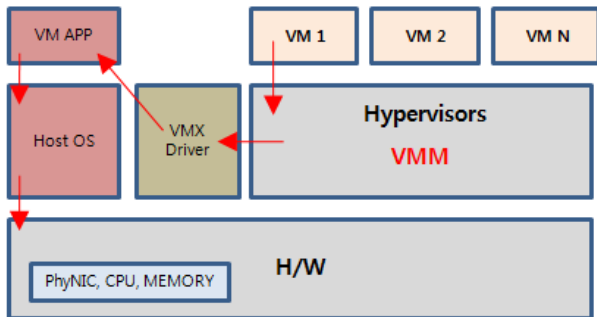 VM APP
VM 1
VM 2
VM N
Host OS
VMX
Driver
Hypervisors
VMM
H/W
PhyNIC, CPU, MEMORY